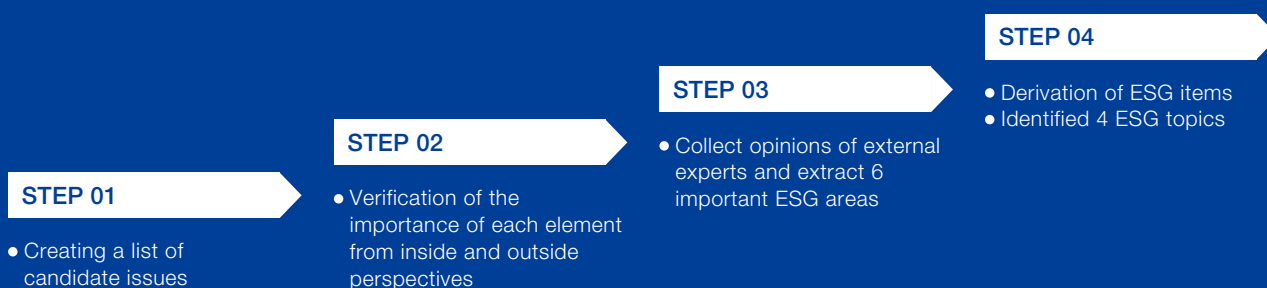 STEP 01
• Creating a list of
candidate issues
STEP 02
• Verification of the
importance of each element
from inside and outside
perspectives
STEP 03
• Collect opinions of external
experts and extract 6
important ESG areas
STEP 04
• Derivation of ESG items
• Identified 4 ESG topics